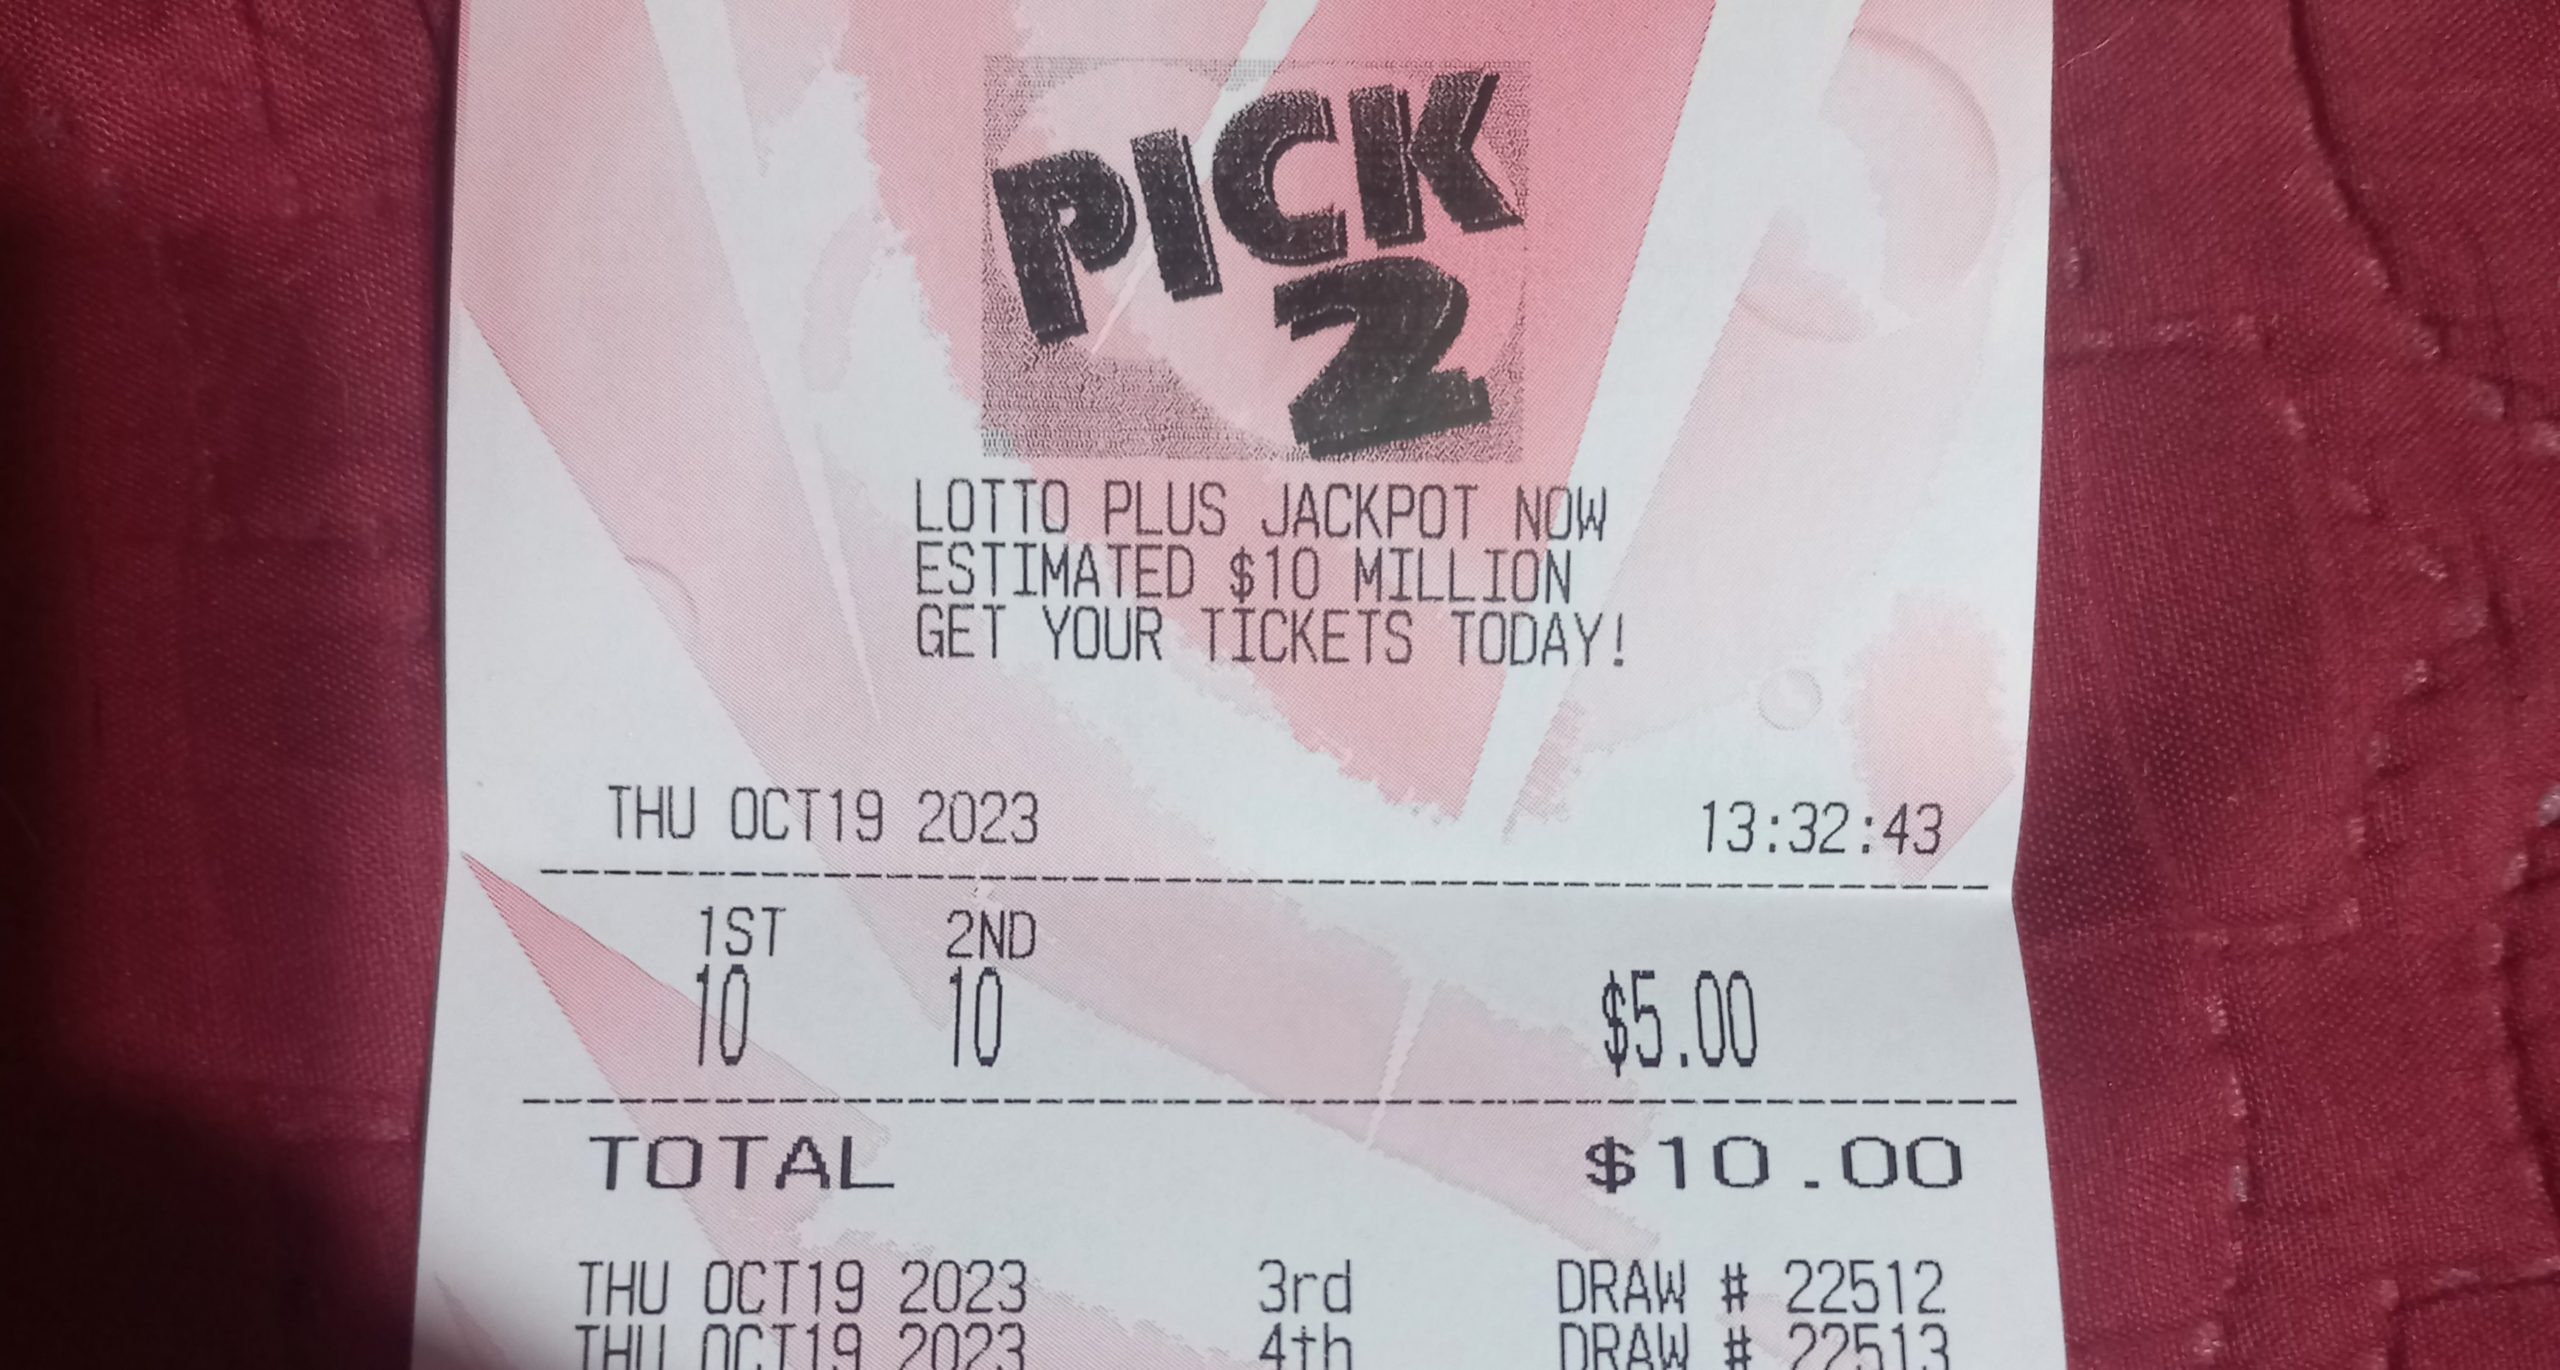 PICK
2
LOTTO PLUS JACKPOT NOW
ESTIMATED $10 MILLION
GET YOUR TICKETS TODAY!
THU OCT19 2023 13:32:43
1ST 2ND
10 10 $5.00
TOTAL $10.00
THU OCT19 2023 3rd DRAW # 22512
THU OCT19 2023 4th DRAW # 22513